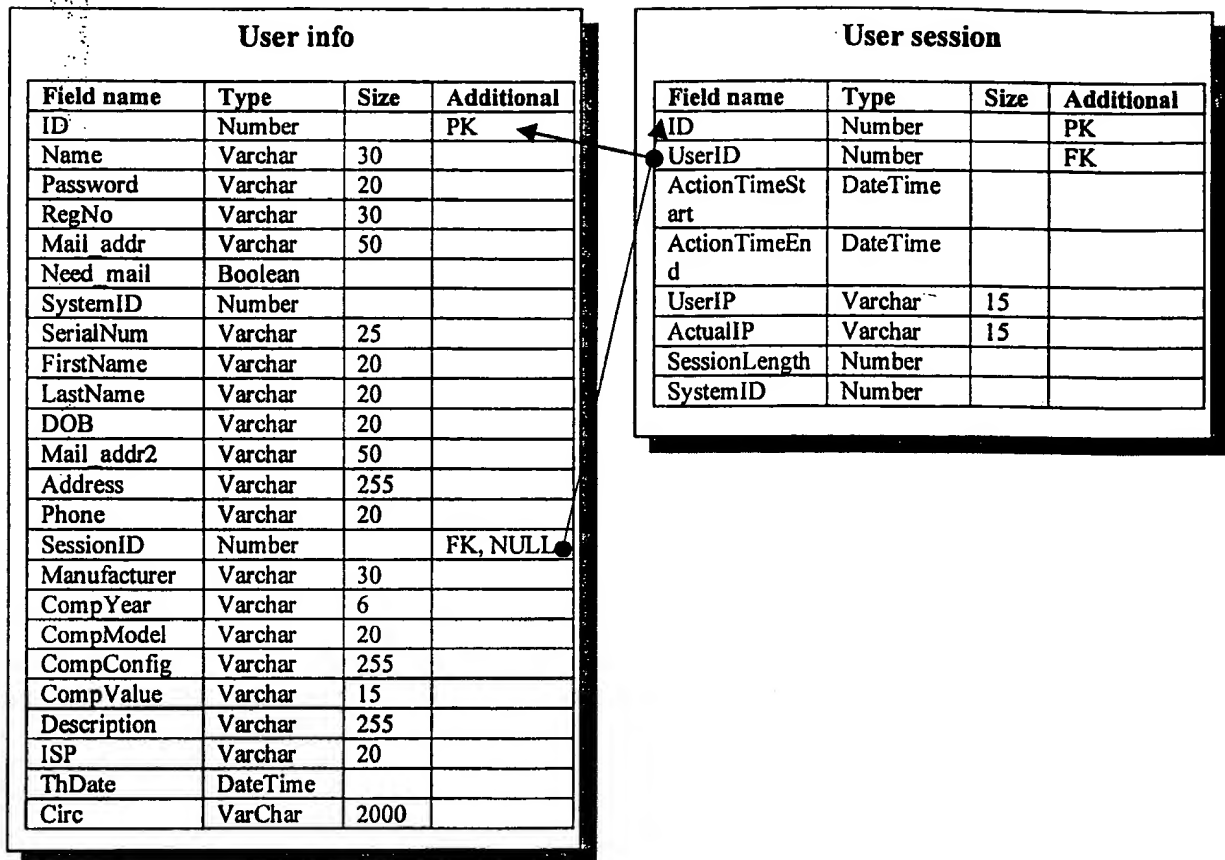 User info
Field name Type Size Additional
ID Number PK
Name Varchar 30
Password Varchar 20
RegNo Varchar 30
Mail_addr Varchar 50
Need_mail Boolean
SystemID Number
SerialNum Varchar 25
FirstName Varchar 20
LastName Varchar 20
DOB Varchar 20
Mail_addr2 Varchar 50
Address Varchar 255
Phone Varchar 20
SessionID Number FK, NULL
Manufacturer Varchar 30
CompYear Varchar 6
CompModel Varchar 20
CompConfig Varchar 255
CompValue Varchar 15
Description Varchar 255
ISP Varchar 20
ThDate DateTime
Circ VarChar 2000
User session
Field name Type Size Additional
ID Number PK
UserID Number FK
ActionTimeSt DateTime
art
ActionTimeEn DateTime
d
UserIP Varchar 15
ActualIP Varchar 15
SessionLength Number
SystemID Number